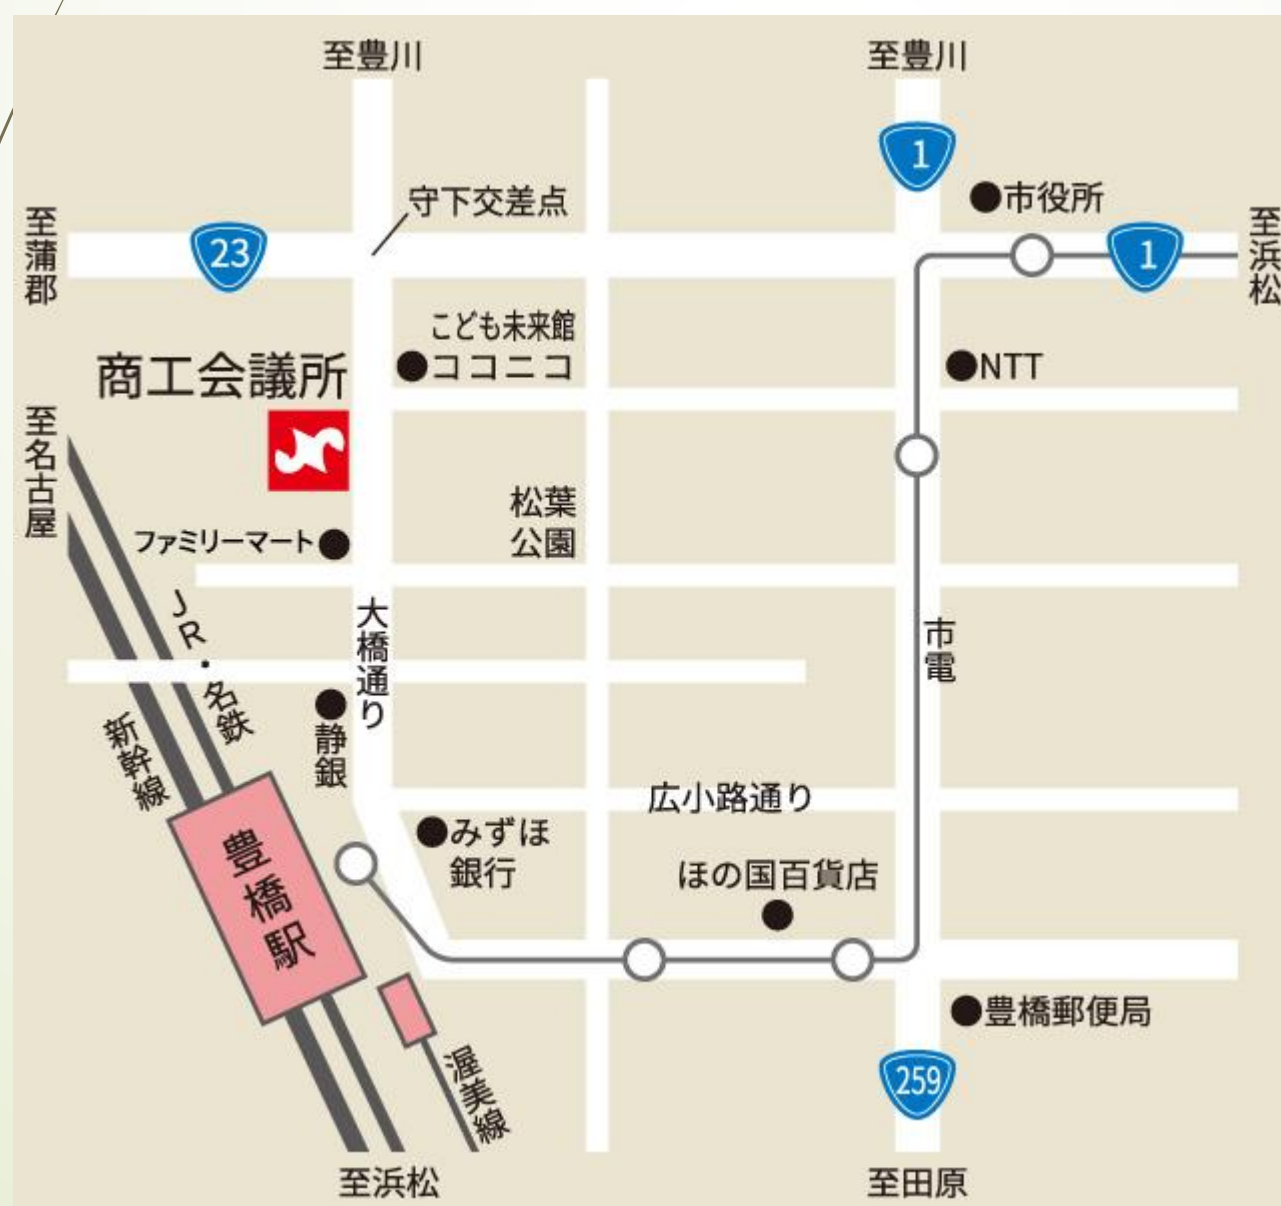 至豊川
至豊川
1
守下交差点
市役所
至蒲郡
23
1
至浜松
こども未来館
ココニコ
商工会議所
NTT
至名古屋
松葉
公園
ファミリーマート
JR・名鉄
大橋通り
市電
新幹線
静銀
広小路通り
みずほ
銀行
ほの国百貨店
豊橋駅
豊橋郵便局
渥美線
259
至浜松
至田原